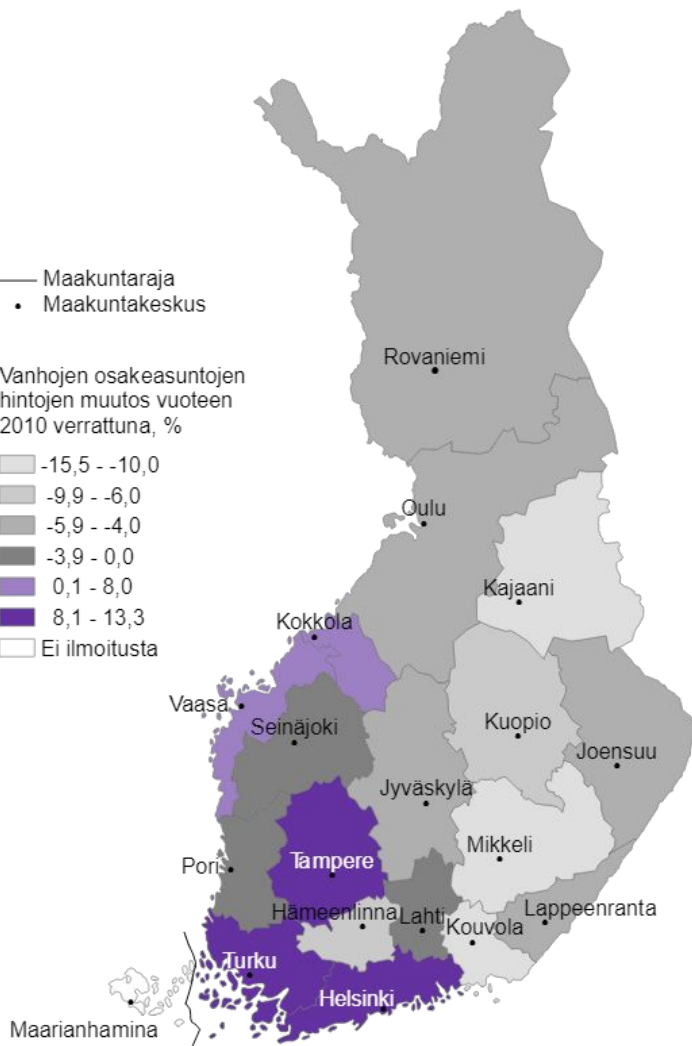 Maakuntaraja
Maakuntakeskus
Vanhojen osakeasuntojen
hintojen muutos vuoteen
2010 verrattuna, %
-15,5 - -10,0
-9,9 - -6,0
-5,9 - -4,0
-3,9 - 0,0
0,1 - 8,0
8,1 - 13,3
Ei ilmoitusta
Rovaniemi
Oulu
Kajaani
Kokkola
Vaasa
Seinäjoki
Kuopio
Joensuu
Jyväskylä
Mikkeli
Pori
Tampere
Hämeenlinna
Lahti
Kouvola
Lappeenranta
Turku
Helsinki
Maarianhamina